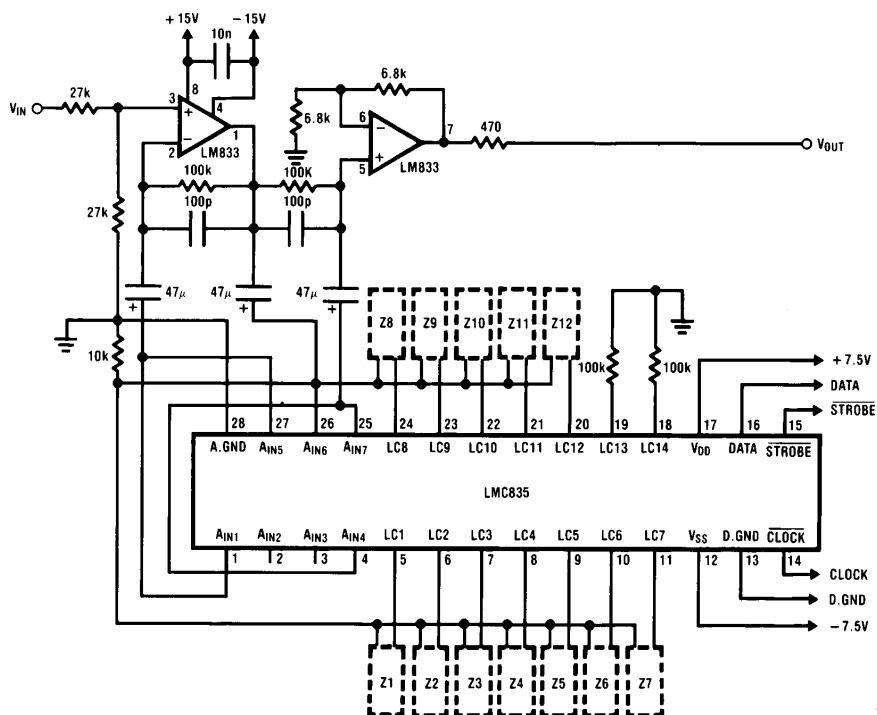 +15V
-15V
10n
8
4
27k
VIN
3
+
-
2
1
LM833
6.8k
6.8k
6
-
7
470
VOUT
+
5
LM833
100k
100K
100p
100p
27k
47μ
47μ
47μ
+
+
+
10k
Z8
Z9
Z10
Z11
Z12
100k
100k
+7.5V
DATA
STROBE
28
27
26
25
24
23
22
21
20
19
18
17
16
15
A.GND
AIN5
AIN6
AIN7
LC8
LC9
LC10
LC11
LC12
LC13
LC14
VDD
DATA
STROBE
LMC835
AIN1
AIN2
AIN3
AIN4
LC1
LC2
LC3
LC4
LC5
LC6
LC7
VSS
D.GND
CLOCK
1
2
3
4
5
6
7
8
9
10
11
12
13
14
CLOCK
D.GND
-7.5V
Z1
Z2
Z3
Z4
Z5
Z6
Z7